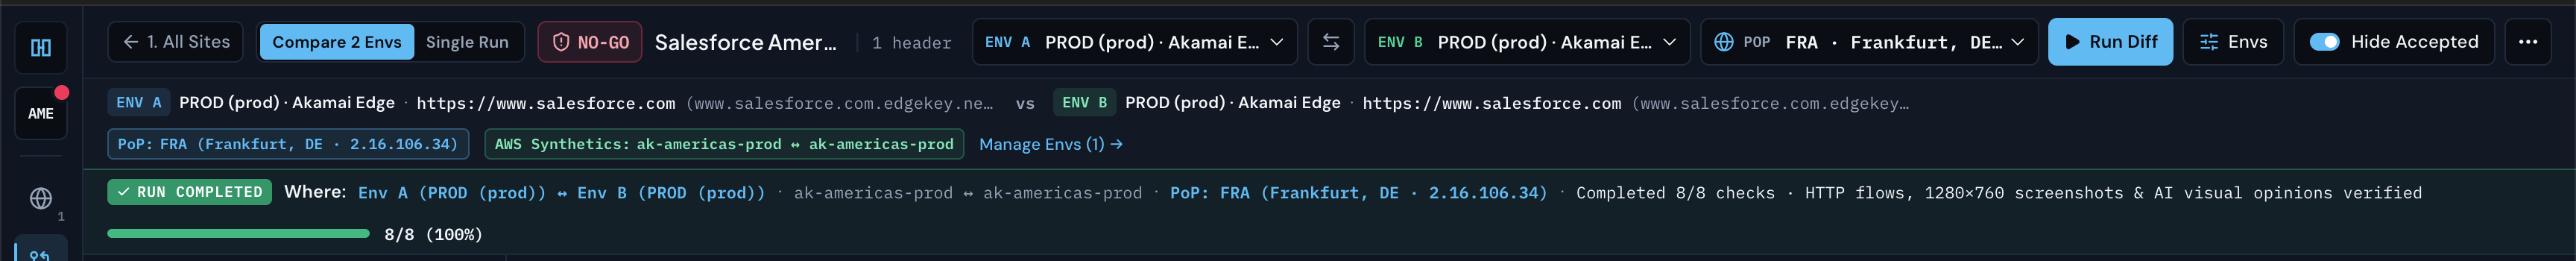 1. All Sites Compare 2 Envs Single Run NO-GO Salesforce Amer… 1 header ENV A PROD (prod) · Akamai E… ENV B PROD (prod) · Akamai E… POP FRA · Frankfurt, DE… Run Diff Envs Hide Accepted
AME
ENV A PROD (prod) · Akamai Edge · https://www.salesforce.com (www.salesforce.com.edgekey.ne… vs ENV B PROD (prod) · Akamai Edge · https://www.salesforce.com (www.salesforce.com.edgekey…
PoP: FRA (Frankfurt, DE · 2.16.106.34) AWS Synthetics: ak-americas-prod ↔ ak-americas-prod Manage Envs (1) →
RUN COMPLETED Where: Env A (PROD (prod)) ↔ Env B (PROD (prod)) · ak-americas-prod ↔ ak-americas-prod · PoP: FRA (Frankfurt, DE · 2.16.106.34) · Completed 8/8 checks · HTTP flows, 1280×760 screenshots & AI visual opinions verified
1
8/8 (100%)